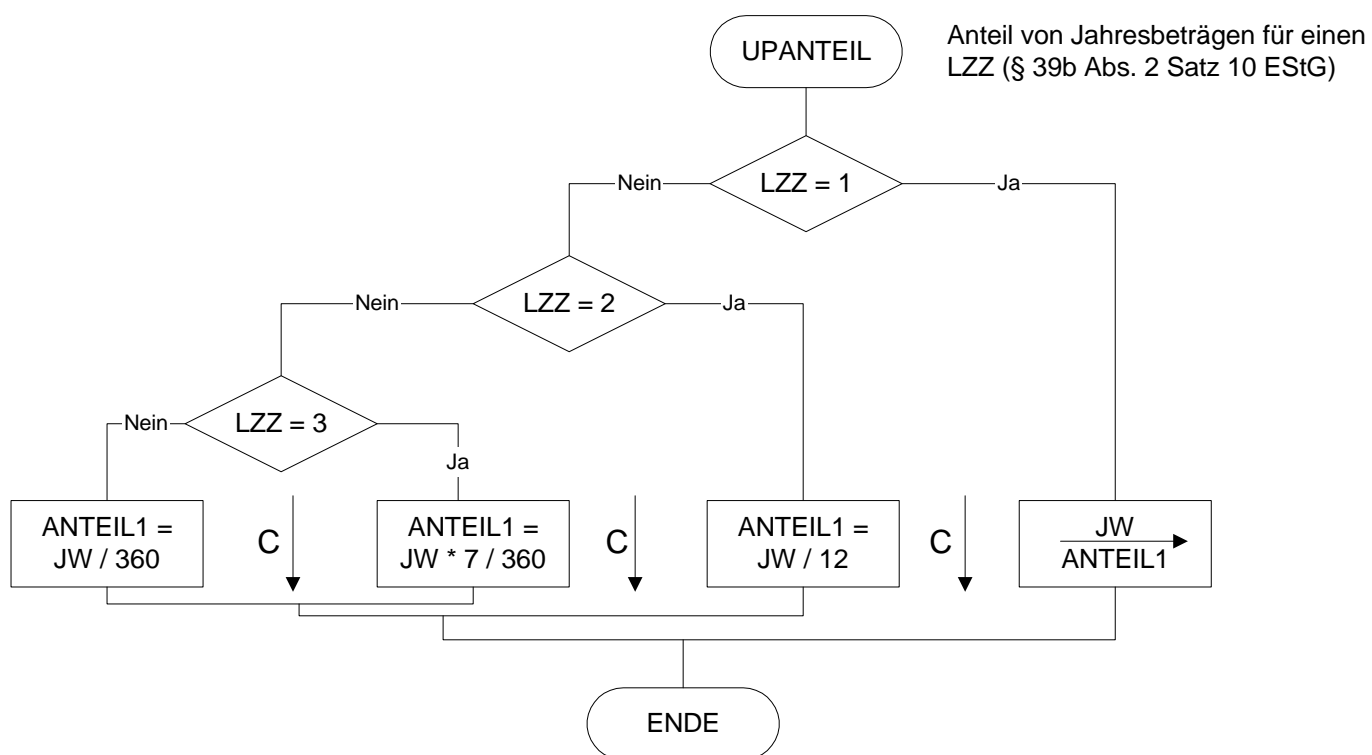 UPANTEIL
Anteil von Jahresbeträgen für einen
LZZ (§ 39b Abs. 2 Satz 10 EStG)
Nein
LZZ = 1
Ja
Nein
LZZ = 2
Ja
Nein
LZZ = 3
Ja
ANTEIL1 =
JW / 360
C
ANTEIL1 =
JW * 7 / 360
C
ANTEIL1 =
JW / 12
C
JW
ANTEIL1
ENDE